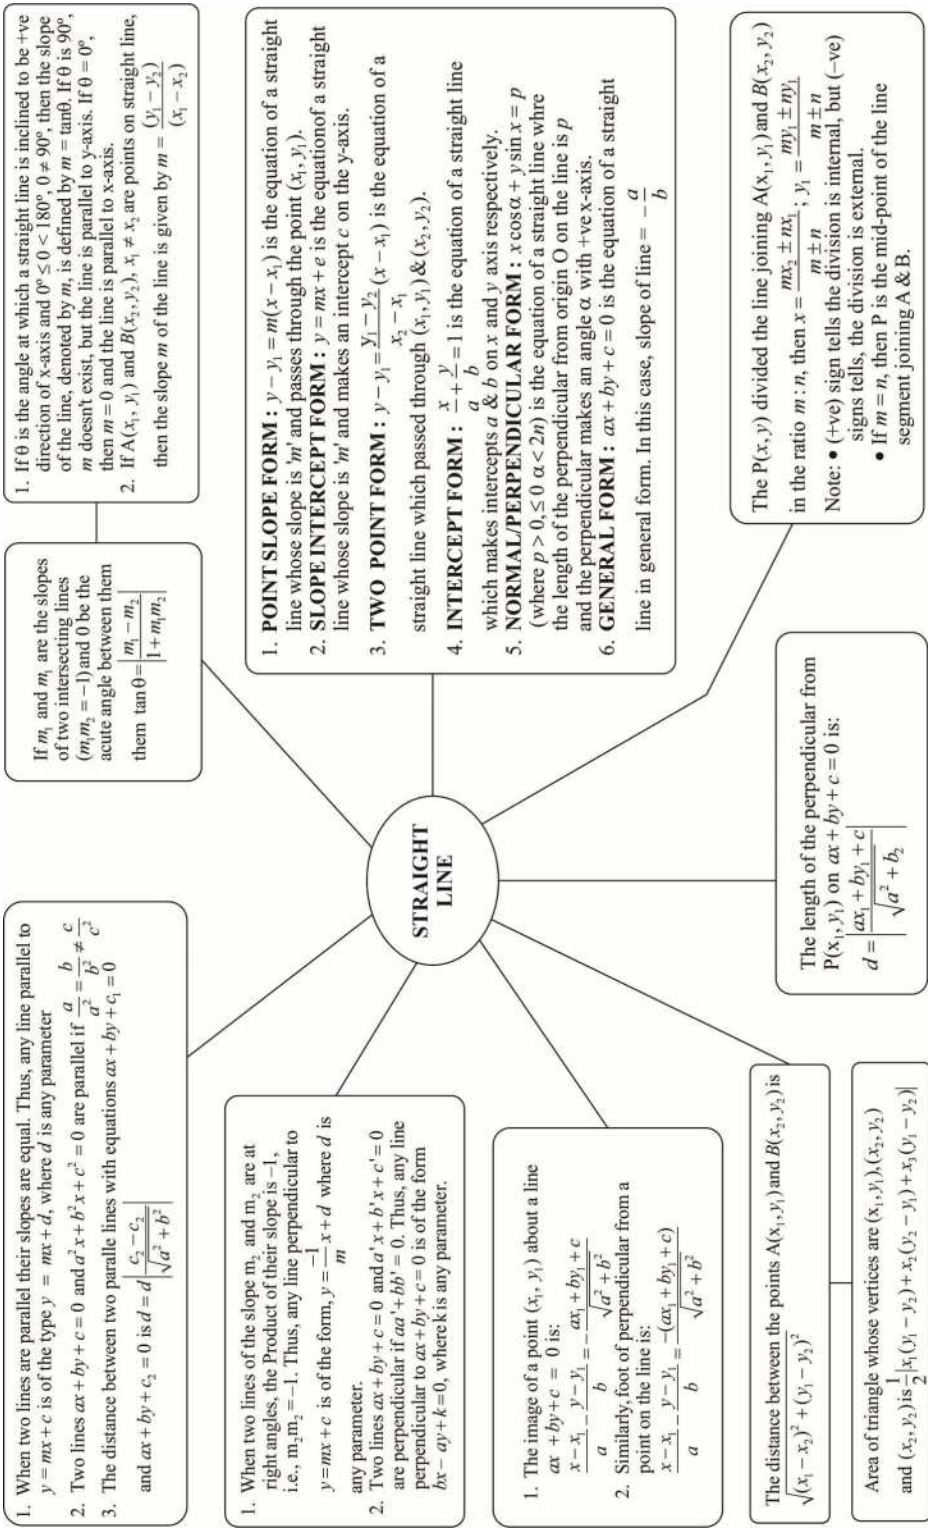 STRAIGHT
LINE
1. When two lines are parallel their slopes are equal. Thus, any line parallel to
y = mx + c is of the type y = mx + d, where d is any parameter
2. Two lines ax + by + c = 0 and a²x + b²x + c² = 0 are parallel if a/a² = b/b² ≠ c/c²
3. The distance between two paralle lines with equations ax + by + c₁ = 0
and ax + by + c₂ = 0 is d = d |(c₂ − c₂)/√(a² + b²)|
If m₁ and m₁ are the slopes
of two intersecting lines
(m₁m₂ = −1) and 0 be the
acute angle between them
them tanθ = |(m₁ − m₂)/(1 + m₁m₂)|
1. If θ is the angle at which a straight line is inclined to be +ve
direction of x-axis and 0° ≤ 0 < 180°, 0 ≠ 90°, then the slope
of the line, denoted by m, is defined by m = tanθ. If θ is 90°,
m doesn't exist, but the line is parallel to y-axis. If θ = 0°,
then m = 0 and the line is parallel to x-axis.
2. If A(x₁, y₁) and B(x₂, y₂), x₁ ≠ x₂ are points on straight line,
then the slope m of the line is given by m = (y₁ − y₂)/(x₁ − x₂)
1. When two lines of the slope m₂ and m₂ are at
right angles, the Product of their slope is −1,
i.e., m₂m₂ = −1. Thus, any line perpendicular to
y = mx + c is of the form, y = −1/m x + d where d is
any parameter.
2. Two lines ax + by + c = 0 and a'x + b'x + c' = 0
are perpendicular if aa' + bb' = 0. Thus, any line
perpendicular to ax + by + c = 0 is of the form
bx − ay + k = 0, where k is any parameter.
1. POINT SLOPE FORM : y − y₁ = m(x − x₁) is the equation of a straight
line whose slope is 'm' and passes through the point (x₁, y₁).
2. SLOPE INTERCEPT FORM : y = mx + e is the equationof a straight
line whose slope is 'm' and makes an intercept c on the y-axis.
3. TWO POINT FORM : y − y₁ = (y₁ − y₂)/(x₂ − x₁) (x − x₁) is the equation of a
straight line which passed through (x₁, y₁) & (x₂, y₂).
4. INTERCEPT FORM : x/a + y/b = 1 is the equation of a straight line
which makes intercepts a & b on x and y axis respectively.
5. NORMAL/PERPENDICULAR FORM : x cosα + y sin x = p
(where p > 0, ≤ 0 α < 2n) is the equation of a straight line whre
the length of the perpendicular from origin O on the line is p
and the perpendicular makes an angle α with +ve x-axis.
6. GENERAL FORM : ax + by + c = 0 is the equation of a straight
line in general form. In this case, slope of line = −a/b
1. The image of a point (x₁, y₁) about a line
ax + by + c = 0 is:
(x − x₁)/a − (y − y₁)/b = −(ax₁ + by₁ + c)/√(a² + b²)
2. Similarly, foot of perpendicular from a
point on the line is:
(x − x₁)/a − (y − y₁)/b = −(ax₁ + by₁ + c)/√(a² + b²)
The distance between the points A(x₁, y₁) and B(x₂, y₂) is
√((x₁ − x₂)² + (y₁ − y₂)²)
Area of triangle whose vertices are (x₁, y₁), (x₂, y₂)
and (x₂, y₂) is 1/2 |x₁(y₁ − y₂) + x₂(y₂ − y₁) + x₃(y₁ − y₂)|
The length of the perpendicular from
P(x₁, y₁) on ax + by + c = 0 is:
d = |(ax₁ + by₁ + c)/√(a² + b₂)|
The P(x, y) divided the line joining A(x₁, y₁) and B(x₂, y₂)
in the ratio m : n, then x = (mx₂ ± nx₁)/(m ± n) ; y₁ = (my₁ ± ny₁)/(m ± n)
Note: • (+ve) sign tells the division is internal, but (−ve)
signs tells, the division is external.
• If m = n, then P is the mid-point of the line
segment joining A & B.